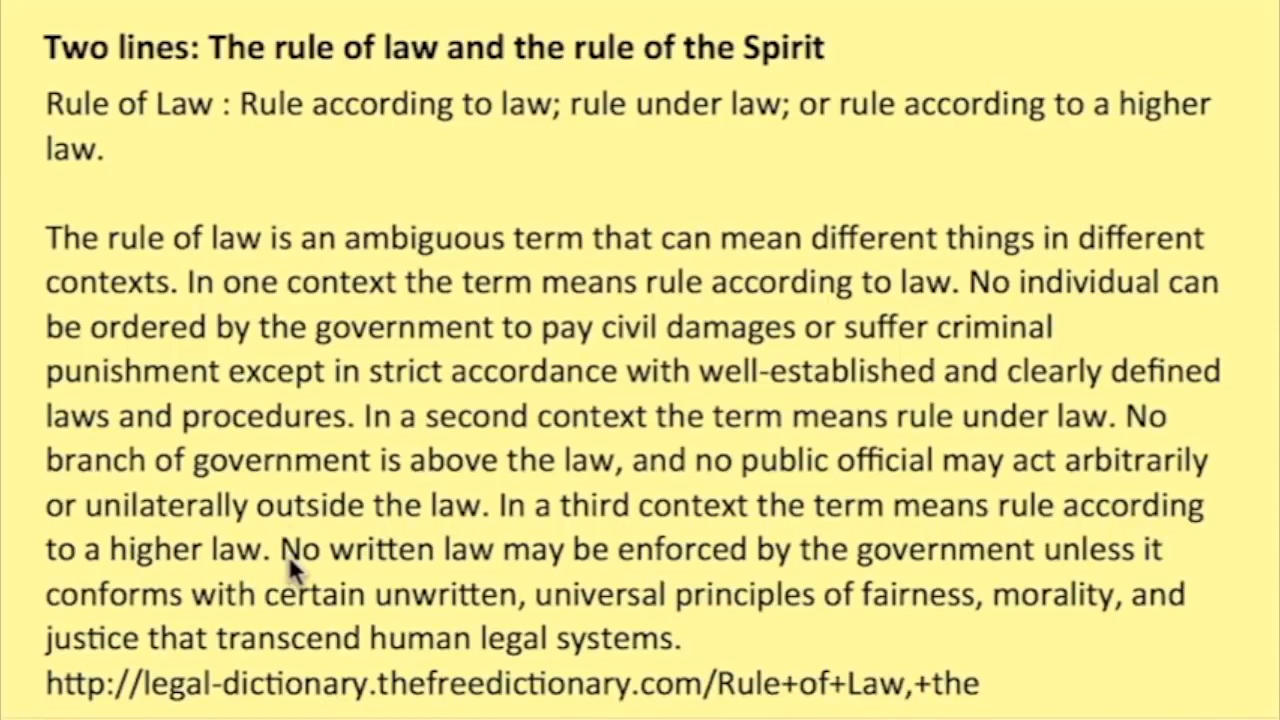 Two lines: The rule of law and the rule of the Spirit
Rule of Law : Rule according to law; rule under law; or rule according to a higher
law.
The rule of law is an ambiguous term that can mean different things in different
contexts. In one context the term means rule according to law. No individual can
be ordered by the government to pay civil damages or suffer criminal
punishment except in strict accordance with well-established and clearly defined
laws and procedures. In a second context the term means rule under law. No
branch of government is above the law, and no public official may act arbitrarily
or unilaterally outside the law. In a third context the term means rule according
to a higher law. No written law may be enforced by the government unless it
conforms with certain unwritten, universal principles of fairness, morality, and
justice that transcend human legal systems.
http://legal-dictionary.thefreedictionary.com/Rule+of+Law,+the